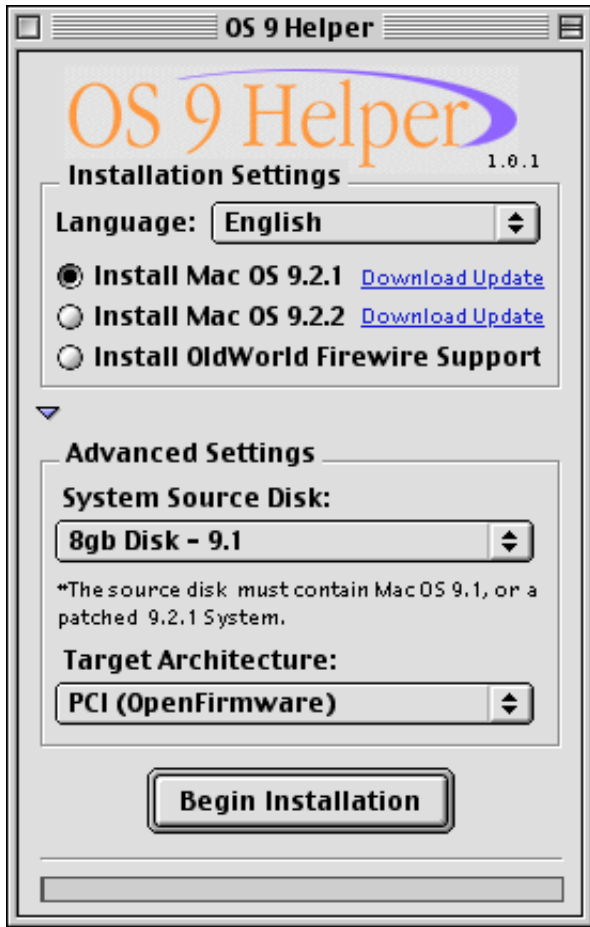 OS 9 Helper
OS 9 Helper
1.0.1
Installation Settings
Language: English
Install Mac OS 9.2.1 Download Update
Install Mac OS 9.2.2 Download Update
Install OldWorld Firewire Support
Advanced Settings
System Source Disk:
8gb Disk - 9.1
*The source disk must contain Mac OS 9.1, or a
patched 9.2.1 System.
Target Architecture:
PCI (OpenFirmware)
Begin Installation